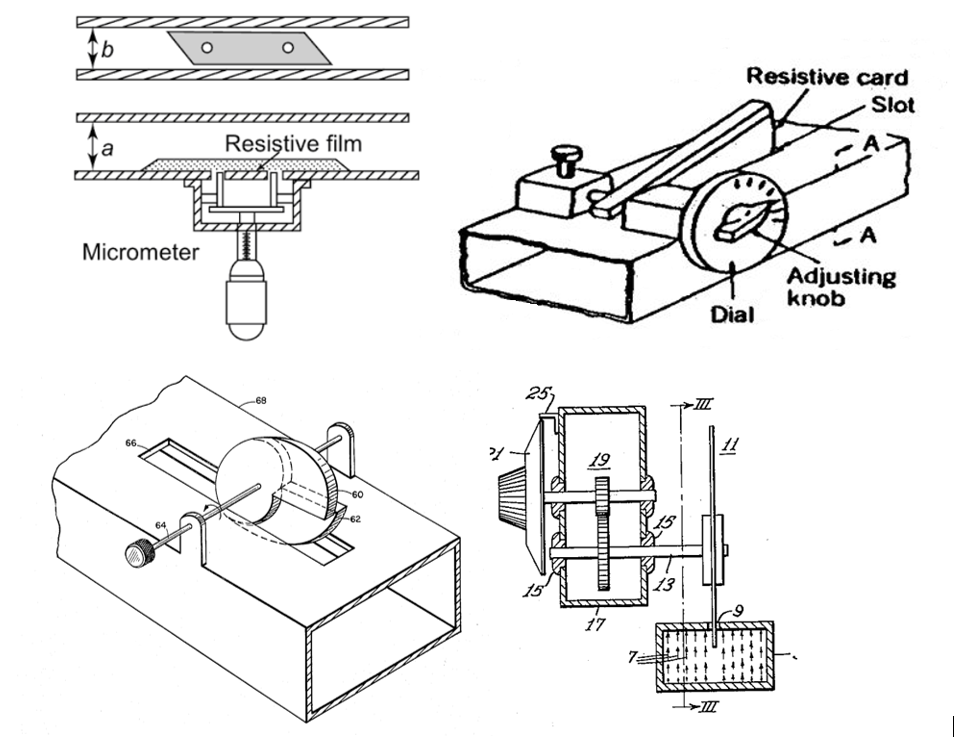 b
a
Resistive film
Micrometer
Resistive card
Slot
A
A
Adjusting
knob
Dial
68
66
60
62
64
25
III
11
19
15
13
15
17
9
7
III